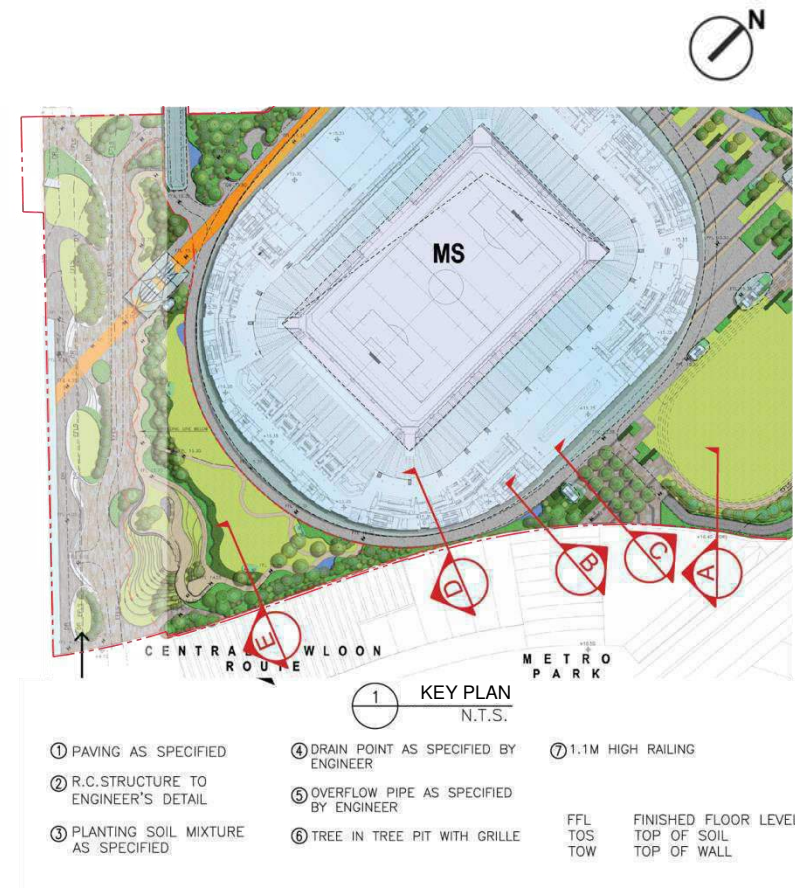 N
MS
D
B
C
A
E
CENTRAL
WLOON
ROUTE
METRO
PARK
1 KEY PLAN
N.T.S.
① PAVING AS SPECIFIED
② R.C.STRUCTURE TO
ENGINEER'S DETAIL
③ PLANTING SOIL MIXTURE
AS SPECIFIED
④ DRAIN POINT AS SPECIFIED BY
ENGINEER
⑤ OVERFLOW PIPE AS SPECIFIED
BY ENGINEER
⑥ TREE IN TREE PIT WITH GRILLE
⑦ 1.1M HIGH RAILING
FFL FINISHED FLOOR LEVEL
TOS TOP OF SOIL
TOW TOP OF WALL